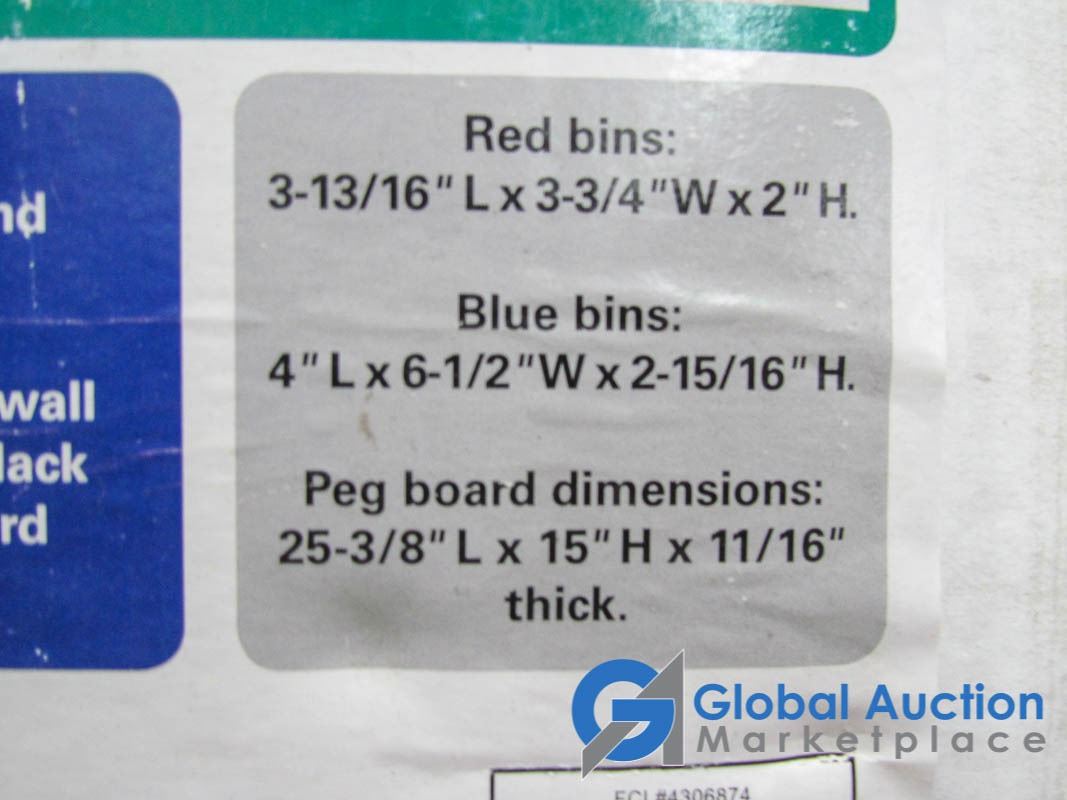 nd
wall
lack
rd
Red bins:
3-13/16" L x 3-3/4" W x 2" H.
Blue bins:
4" L x 6-1/2" W x 2-15/16" H.
Peg board dimensions:
25-3/8" L x 15" H x 11/16"
thick.
Global Auction
Marketplace
#4306874